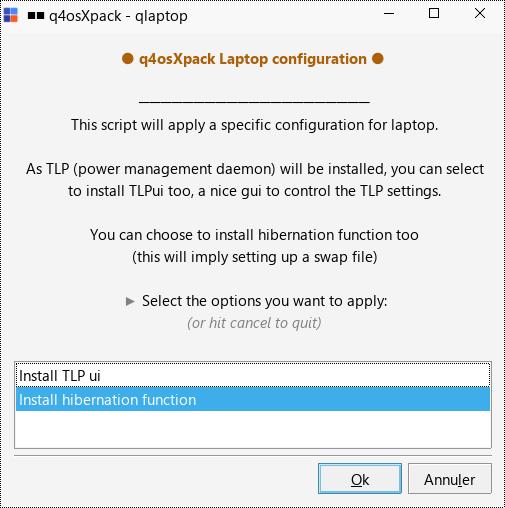 ■■ q4osXpack - qlaptop
● q4osXpack Laptop configuration ●
_______________________
This script will apply a specific configuration for laptop.
As TLP (power management daemon) will be installed, you can select
to install TLPui too, a nice gui to control the TLP settings.
You can choose to install hibernation function too
(this will imply setting up a swap file)
► Select the options you want to apply:
(or hit cancel to quit)
Install TLP ui
Install hibernation function
Ok
Annuler